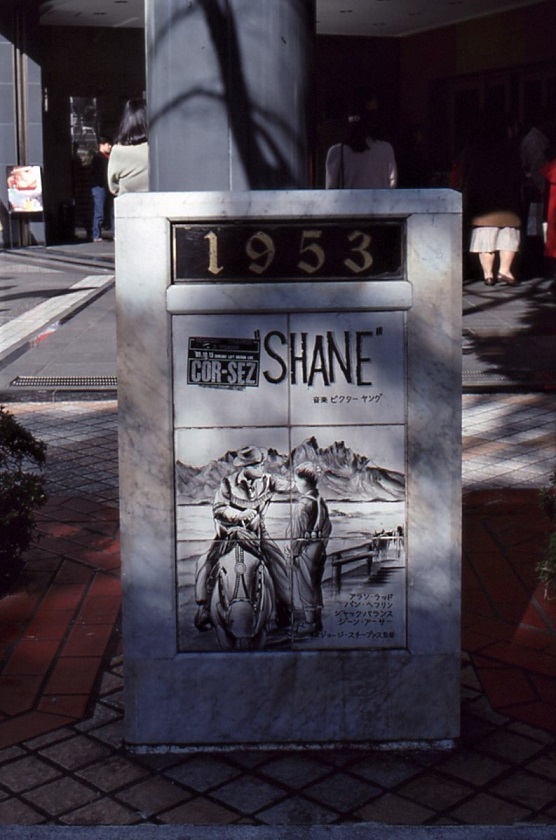 1953
COR-SEZ
"SHANE"
音楽 ビクター ヤング
アラン・ラッド
バン・ヘフリン
ジャック・パランス
ジーン・アーサー
ジョージ・スチーブンス監督